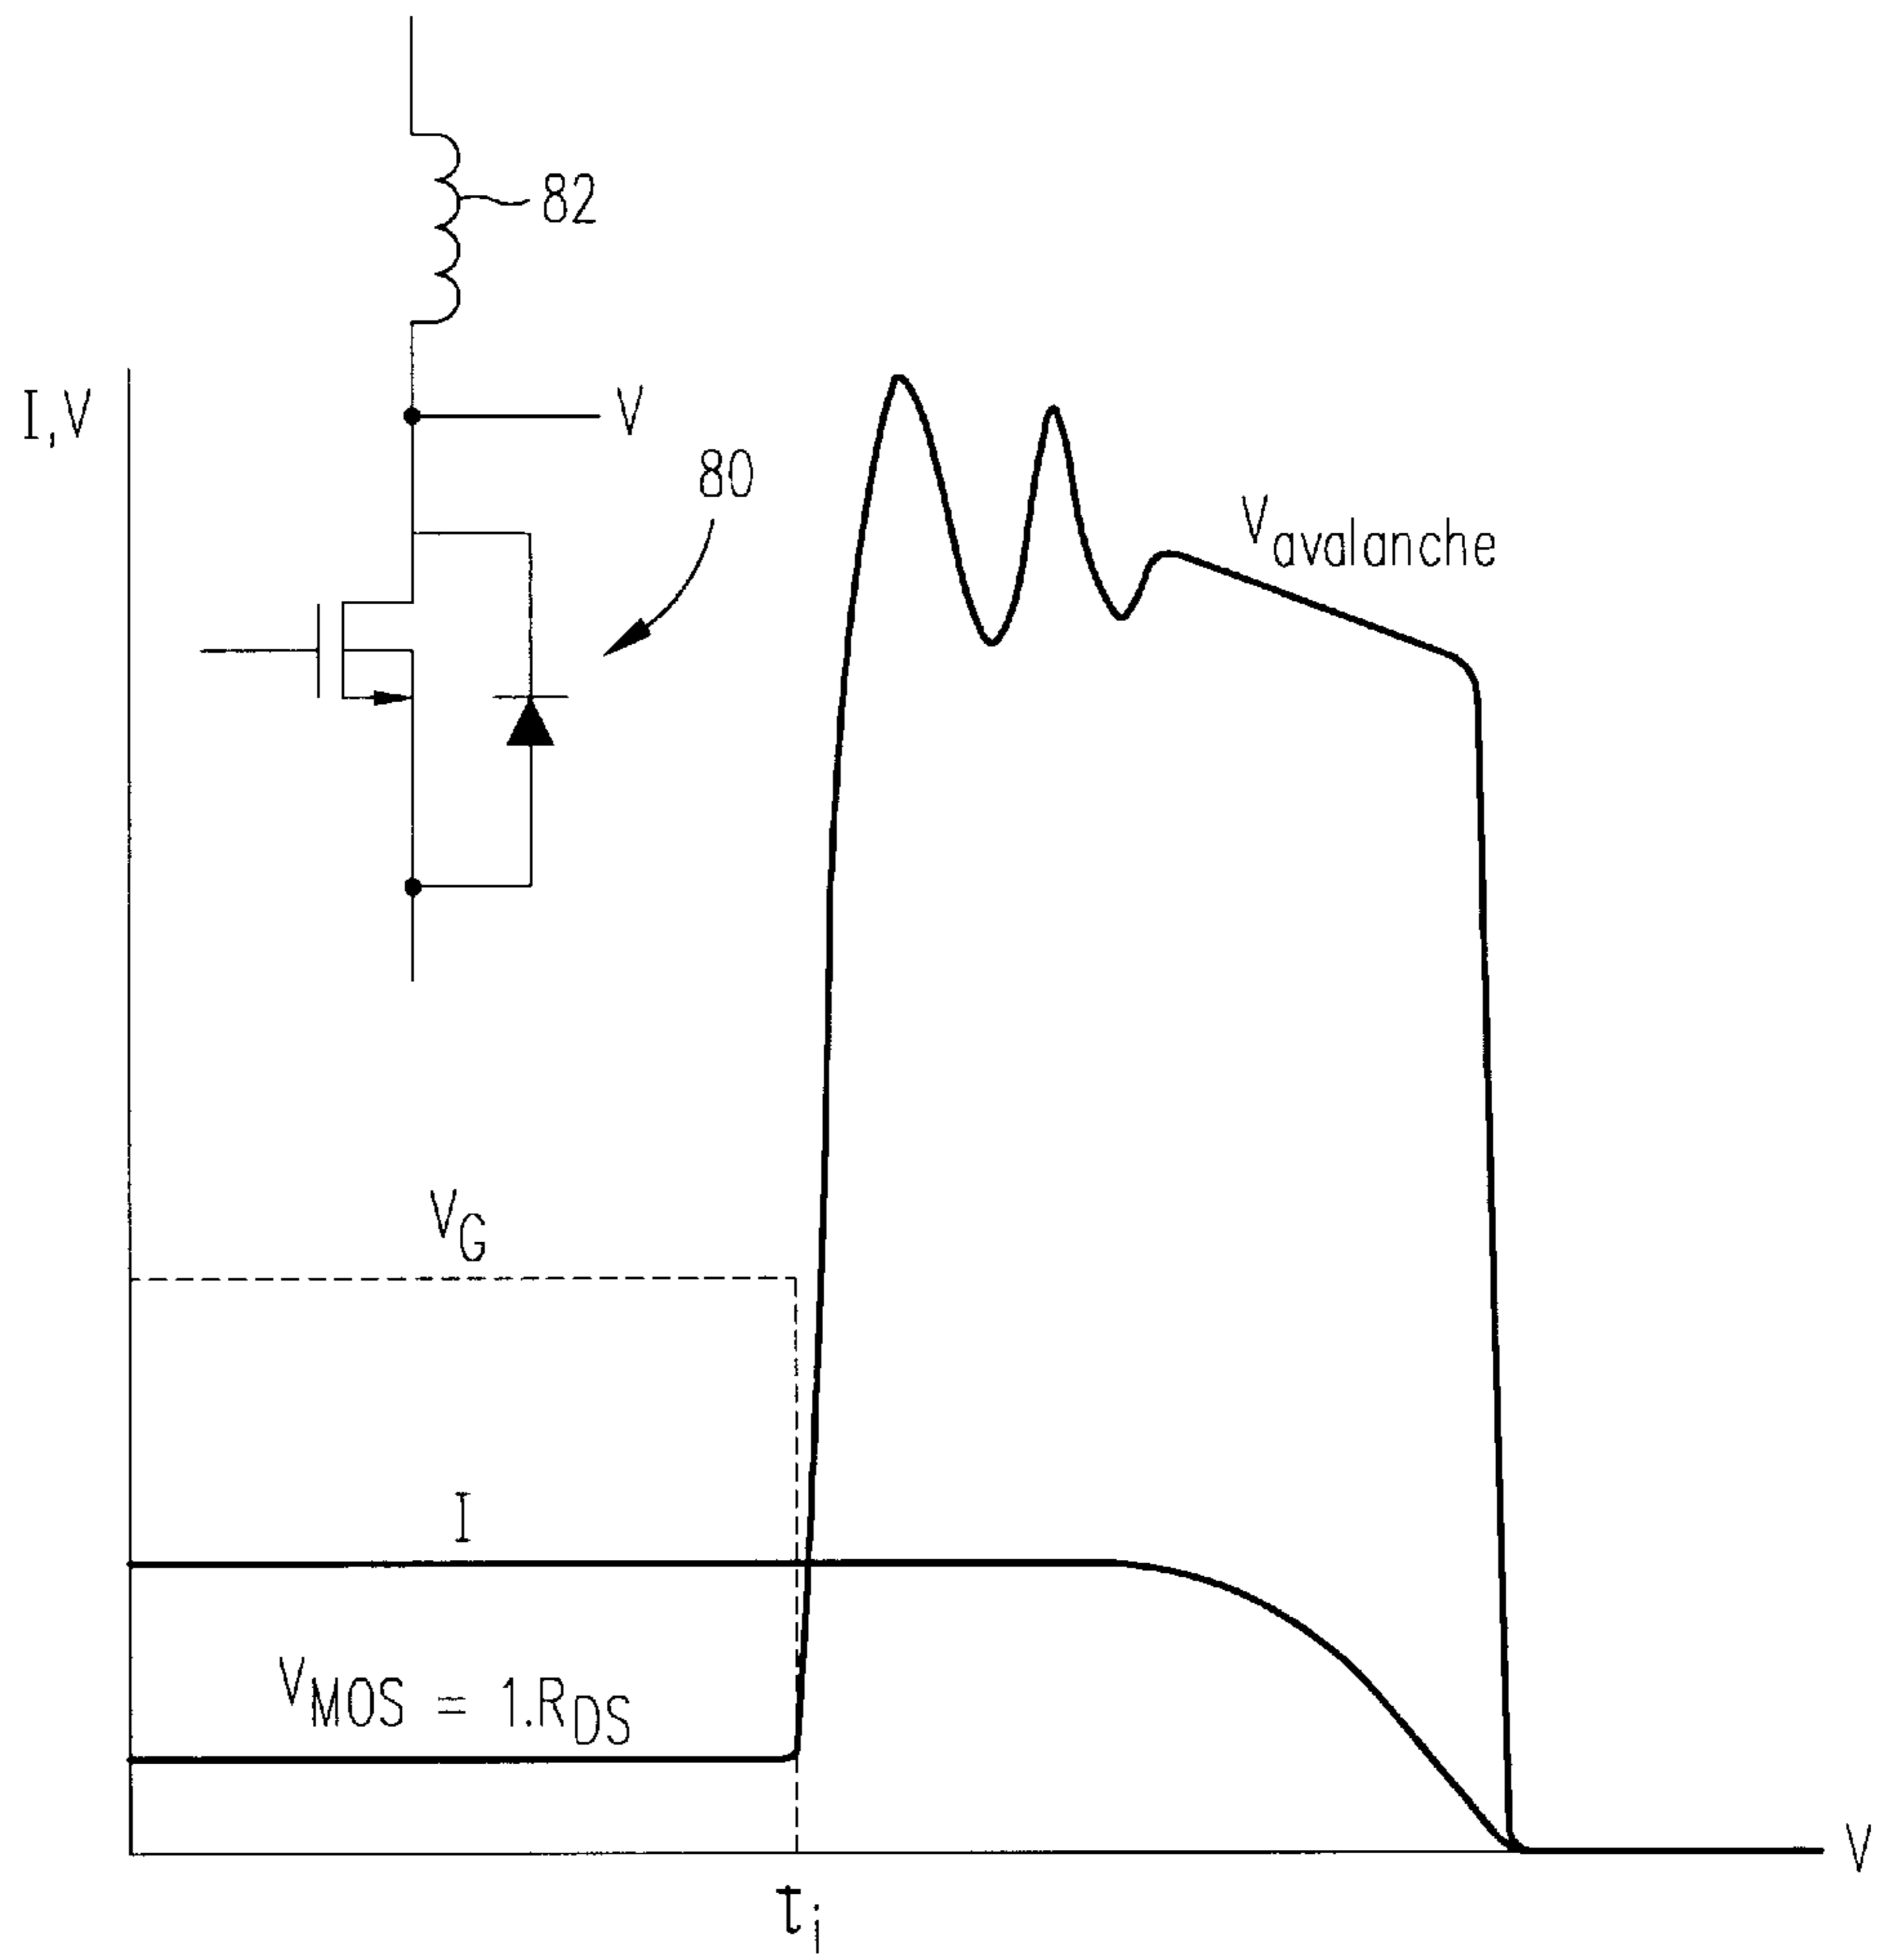 82
I,V
V
80
Vavalanche
VG
I
VMOS = 1.RDS
V
ti